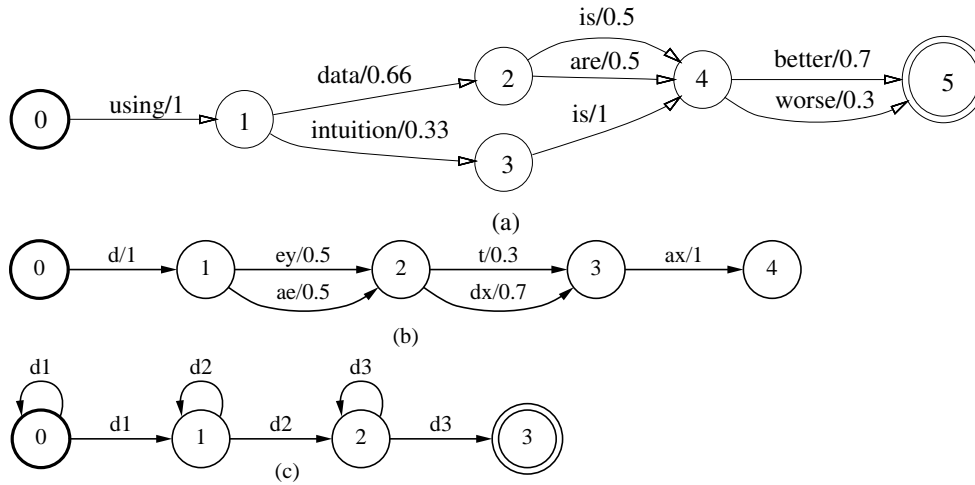 is/0.5
data/0.66 2 are/0.5 4 better/0.7
0 using/1 1 worse/0.3 5
intuition/0.33 3 is/1
(a)
0 d/1 1 ey/0.5 2 t/0.3 3 ax/1 4
ae/0.5 dx/0.7
(b)
d1 d2 d3
0 d1 1 d2 2 d3 3
(c)